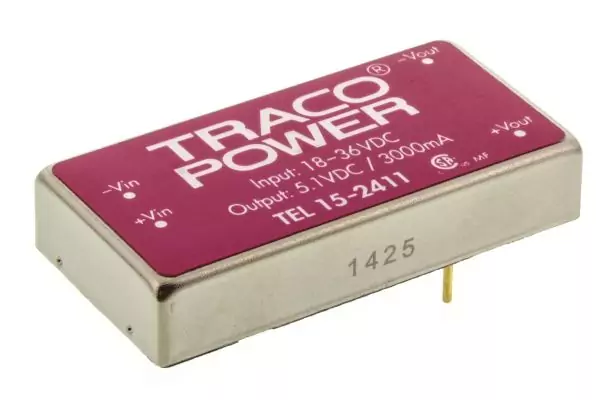 TRACO®
POWER
Input: 18-36VDC
Output: 5.1VDC / 3000mA
TEL 15-2411
-Vin
+Vin
-Vout
+Vout
1425